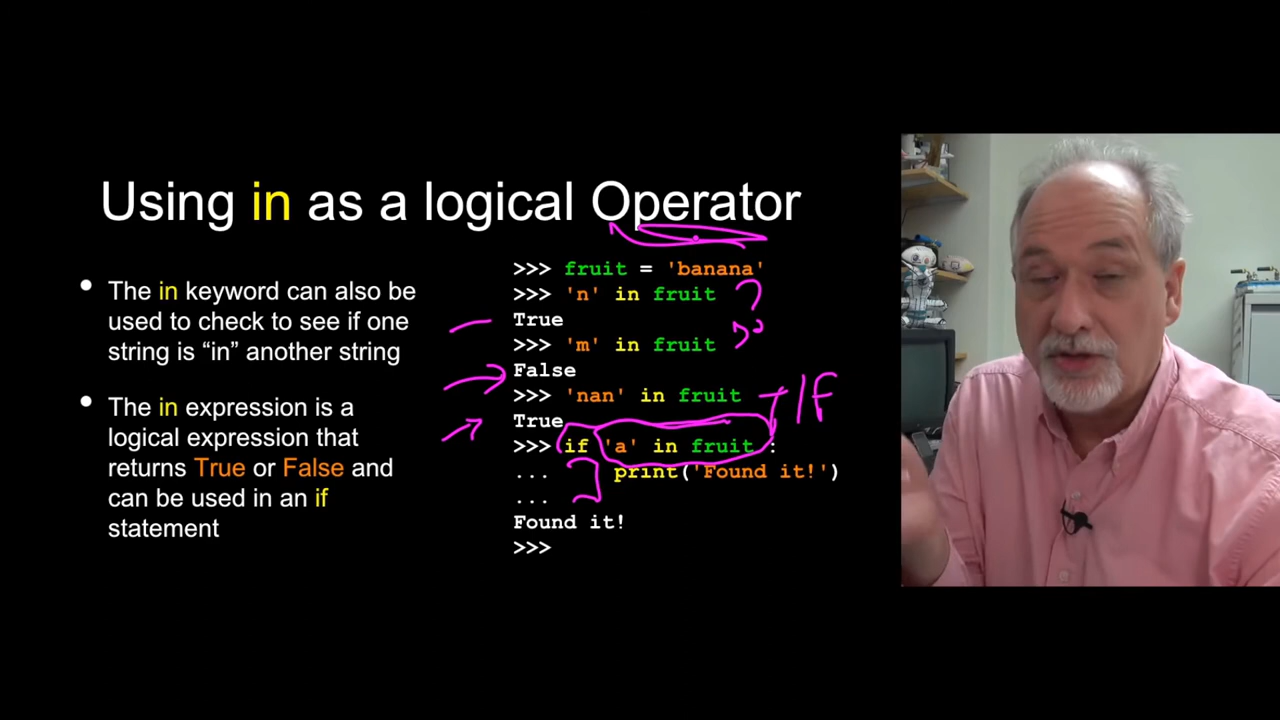 Using in as a logical Operator
• The in keyword can also be
used to check to see if one
string is “in” another string
• The in expression is a
logical expression that
returns True or False and
can be used in an if
statement
>>> fruit = 'banana'
>>> 'n' in fruit
True
>>> 'm' in fruit
False
>>> 'nan' in fruit
True
>>> if 'a' in fruit :
...     print('Found it!')
...
Found it!
>>>
T/F